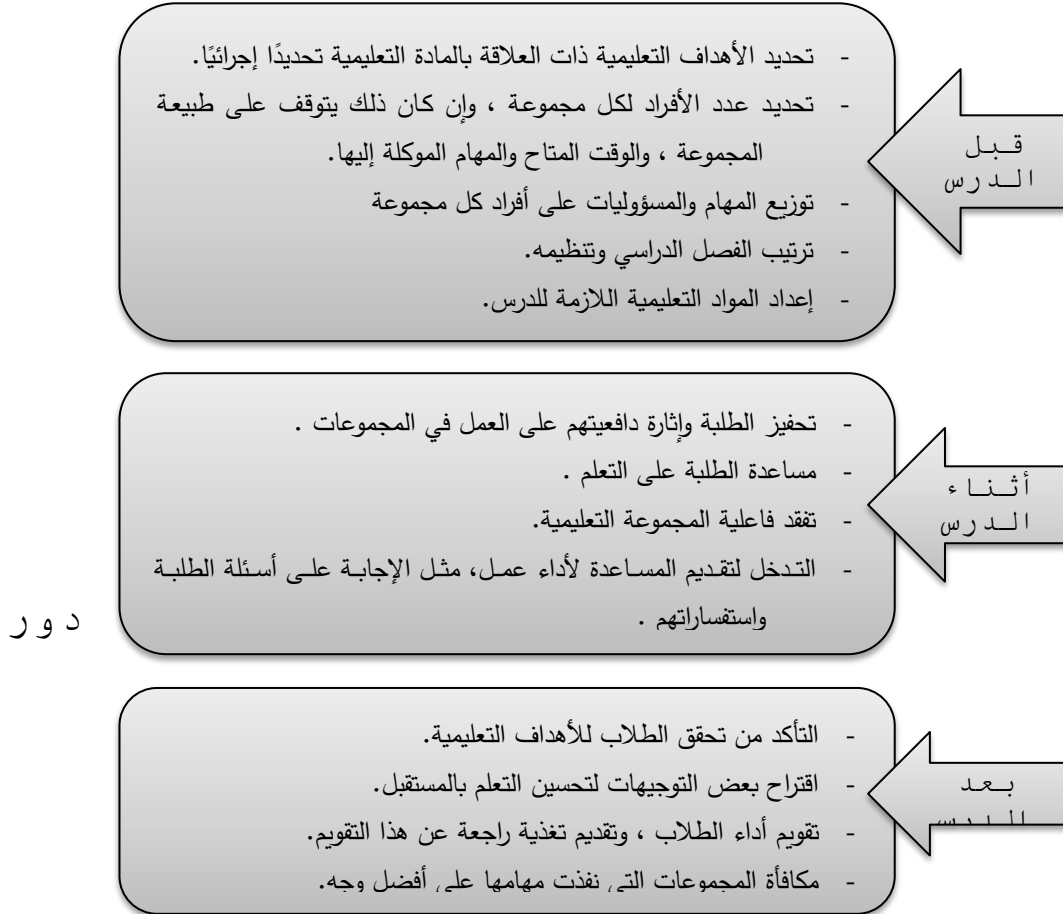 قبل
الدرس
- تحديد الأهداف التعليمية ذات العلاقة بالمادة التعليمية تحديدًا إجرائيًا.
- تحديد عدد الأفراد لكل مجموعة ، وإن كان ذلك يتوقف على طبيعة
المجموعة ، والوقت المتاح والمهام الموكلة إليها.
- توزيع المهام والمسؤوليات على أفراد كل مجموعة
- ترتيب الفصل الدراسي وتنظيمه.
- إعداد المواد التعليمية اللازمة للدرس.
أثناء
الدرس
- تحفيز الطلبة وإثارة دافعيتهم على العمل في المجموعات .
- مساعدة الطلبة على التعلم .
- تفقد فاعلية المجموعة التعليمية.
- التدخل لتقديم المساعدة لأداء عمل، مثل الإجابة على أسئلة الطلبة
واستفساراتهم .
دور
بعد
الدرس
- التأكد من تحقق الطلاب للأهداف التعليمية.
- اقتراح بعض التوجيهات لتحسين التعلم بالمستقبل.
- تقويم أداء الطلاب ، وتقديم تغذية راجعة عن هذا التقويم.
- مكافأة المجموعات التي نفذت مهامها على أفضل وجه.